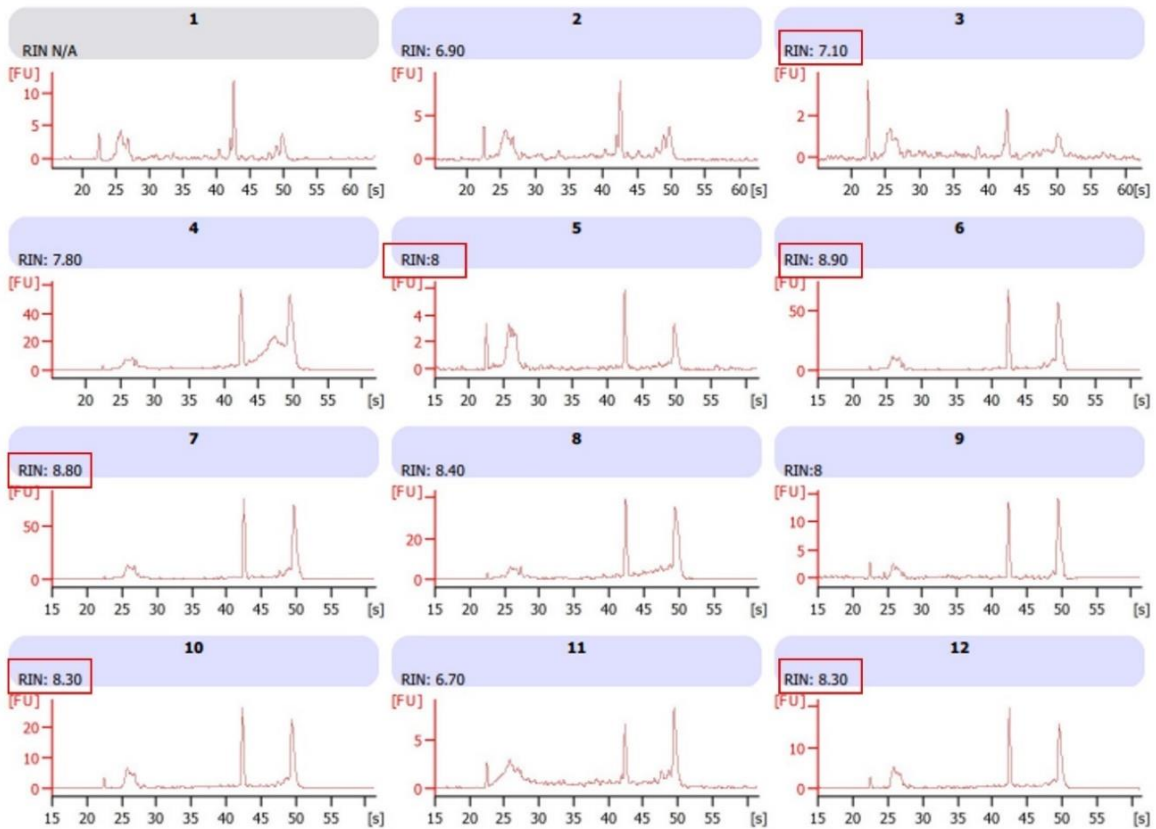 1
RIN N/A
[FU]
10
5
0
20 25 30 35 40 45 50 55 60 [s]
2
RIN: 6.90
[FU]
5
0
20 25 30 35 40 45 50 55 60 [s]
3
RIN: 7.10
[FU]
2
0
20 25 30 35 40 45 50 55 60[s]
4
RIN: 7.80
[FU]
40
20
0
20 25 30 35 40 45 50 55 [s]
5
RIN:8
[FU]
4
2
0
15 20 25 30 35 40 45 50 55 [s]
6
RIN: 8.90
[FU]
50
0
15 20 25 30 35 40 45 50 55 [s]
7
RIN: 8.80
[FU]
50
0
15 20 25 30 35 40 45 50 55 [s]
8
RIN: 8.40
[FU]
20
0
15 20 25 30 35 40 45 50 55 [s]
9
RIN:8
[FU]
10
5
0
15 20 25 30 35 40 45 50 55 [s]
10
RIN: 8.30
[FU]
20
10
0
15 20 25 30 35 40 45 50 55 [s]
11
RIN: 6.70
[FU]
5
0
15 20 25 30 35 40 45 50 55 [s]
12
RIN: 8.30
[FU]
10
0
15 20 25 30 35 40 45 50 55 [s]